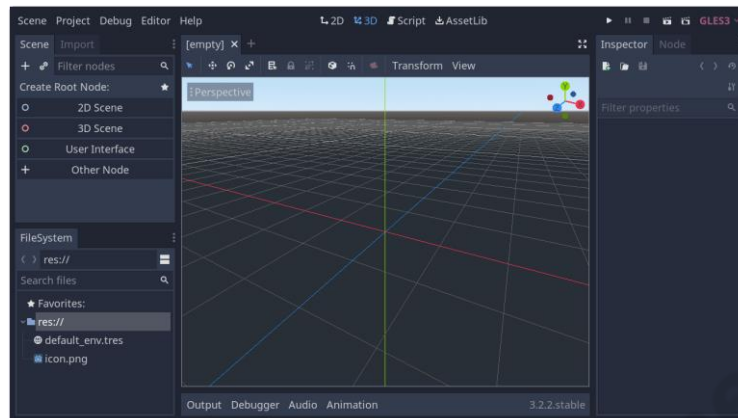 Scene Project Debug Editor Help
2D 3D Script AssetLib
GLES3
Scene Import
[empty]
Inspector Node
Filter nodes
Transform View
Create Root Node:
Perspective
2D Scene
Filter properties
3D Scene
User Interface
Other Node
FileSystem
res://
Search files
Favorites:
res://
default_env.tres
icon.png
Output Debugger Audio Animation
3.2.2.stable